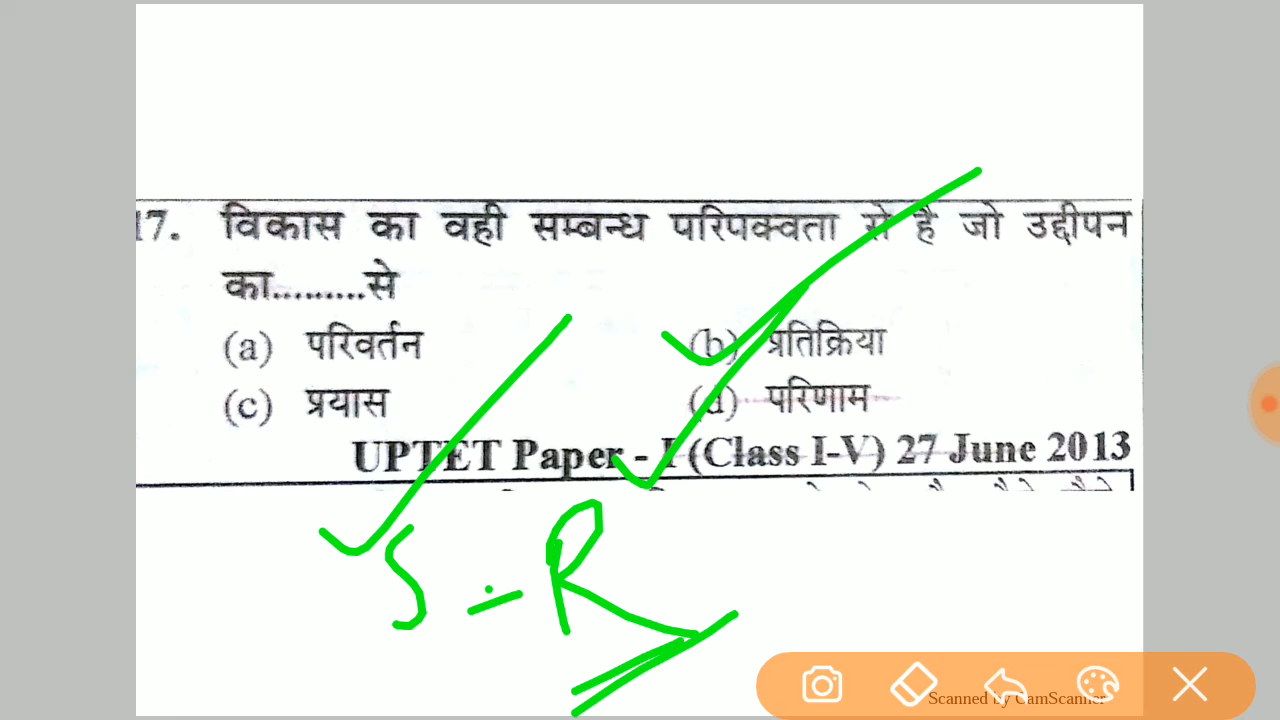 17. विकास का वही सम्बन्ध परिपक्वता से है जो उद्दीपन
का.........से
(a) परिवर्तन (b) प्रतिक्रिया
(c) प्रयास (d) परिणाम
UPTET Paper - I (Class I-V) 27 June 2013
S - R
Scanned by CamScanner